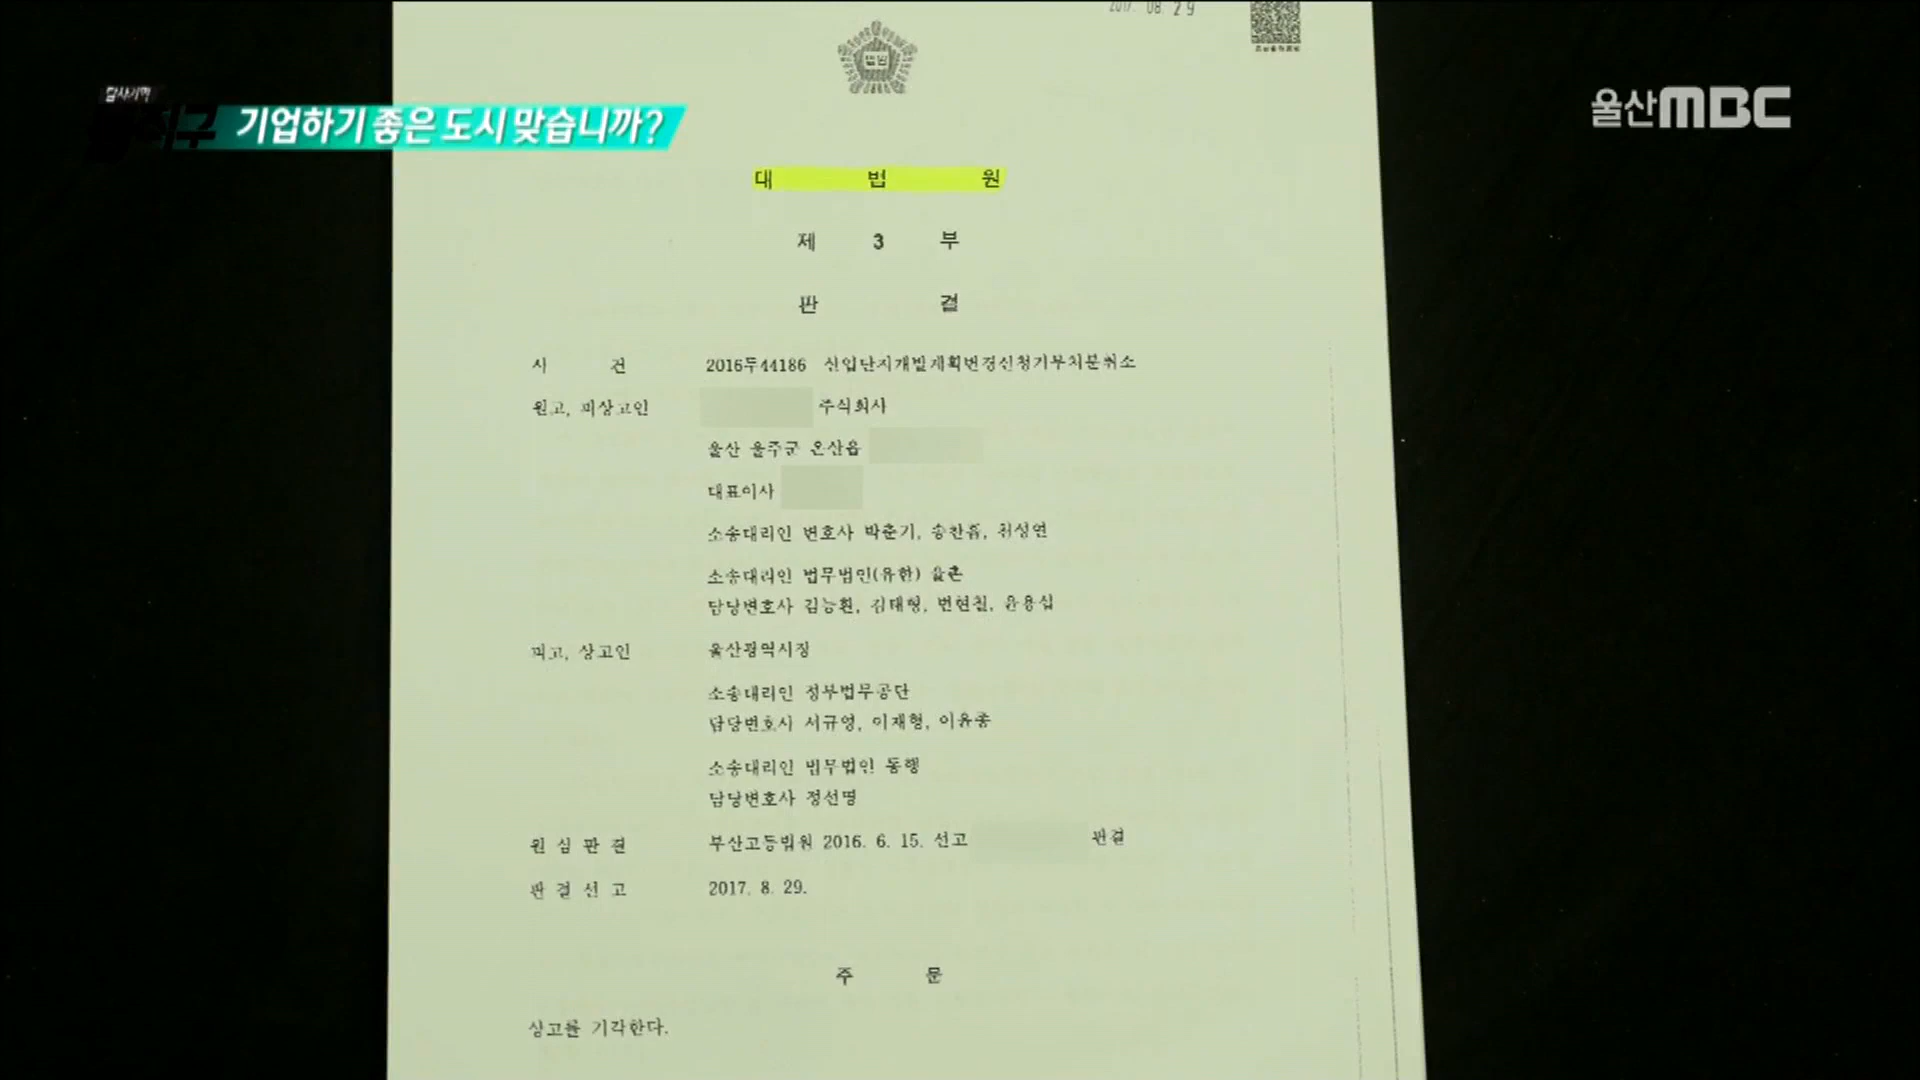 2017. 08. 29
탐사기획
직구
기업하기 좋은 도시 맞습니까?
울산MBC
대 법 원
제 3 부
판 결
사 건 2016두44186 산업단지개발계획변경신청거부처분취소
원고, 피상고인 주식회사
울산 울주군 온산읍
대표이사
소송대리인 변호사 박춘기, 송찬흡, 최성연
소송대리인 법무법인(유한) 율촌
담당변호사 김능환, 김태형, 변현철, 윤용섭
피고, 상고인 울산광역시장
소송대리인 정부법무공단
담당변호사 서규영, 이재형, 이윤종
소송대리인 법무법인 동행
담당변호사 정선명
원 심 판 결 부산고등법원 2016. 6. 15. 선고 판결
판 결 선 고 2017. 8. 29.
주 문
상고를 기각한다.